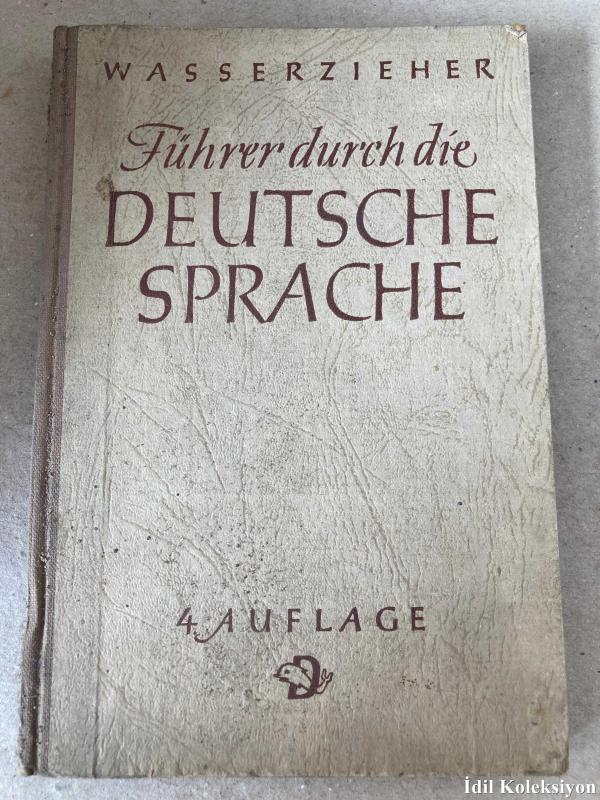 WASSERZIEHER
Führer durch die
DEUTSCHE
SPRACHE
4. AUFLAGE
D
İdil Koleksiyon